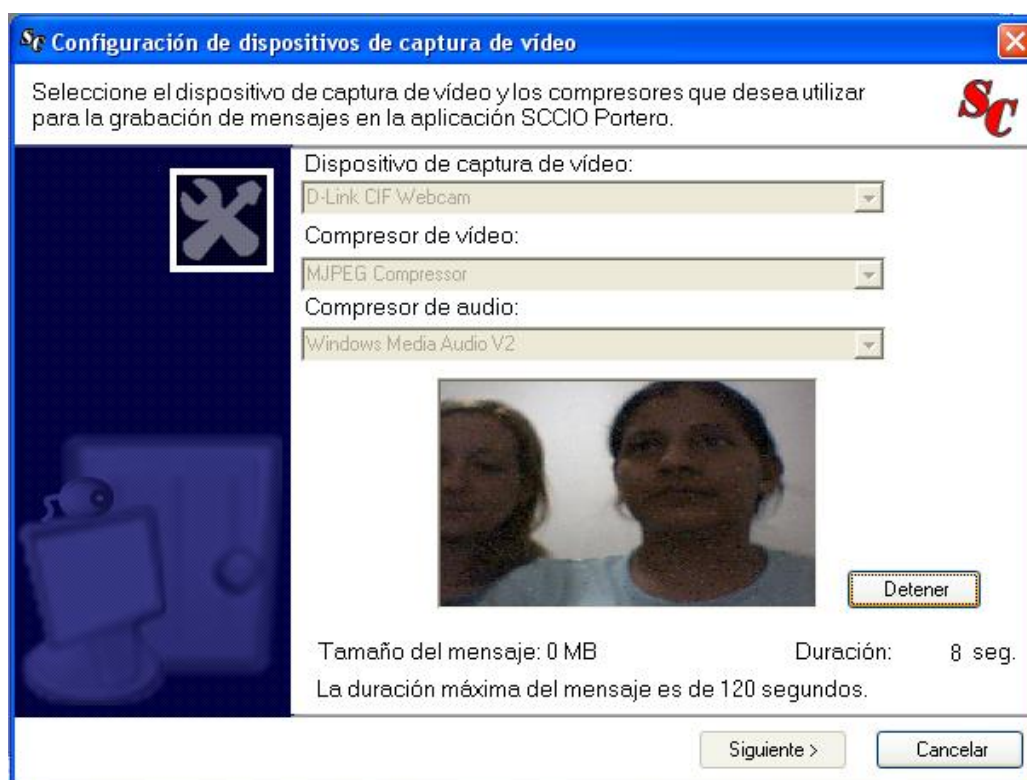 SC Configuración de dispositivos de captura de vídeo
Seleccione el dispositivo de captura de vídeo y los compresores que desea utilizar
para la grabación de mensajes en la aplicación SCCIO Portero.
SC
Dispositivo de captura de vídeo:
D-Link CIF Webcam
Compresor de vídeo:
MJPEG Compressor
Compresor de audio:
Windows Media Audio V2
Detener
Tamaño del mensaje: 0 MB Duración: 8 seg.
La duración máxima del mensaje es de 120 segundos.
Siguiente > Cancelar